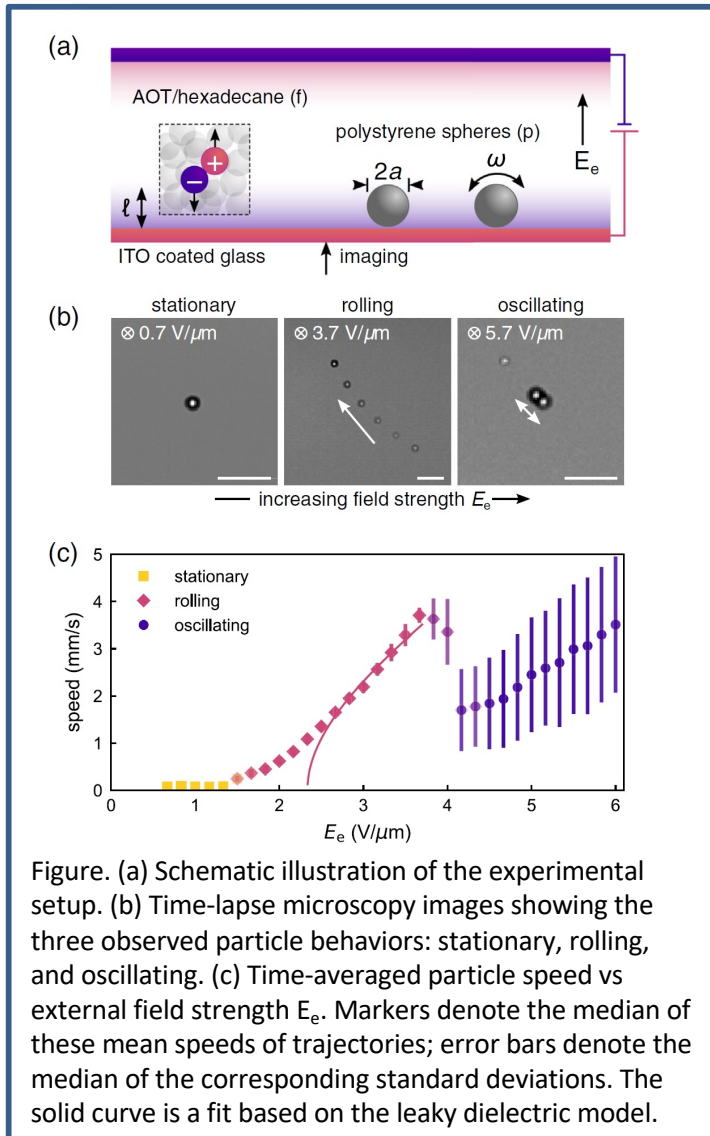 (a)
AOT/hexadecane (f)
polystyrene spheres (p)
E_e
+
−
ℓ
2a
ω
ITO coated glass
imaging
(b)
stationary
rolling
oscillating
⊗ 0.7 V/μm
⊗ 3.7 V/μm
⊗ 5.7 V/μm
increasing field strength E_e
(c)
5
4
3
2
1
0
speed (mm/s)
stationary
rolling
oscillating
0 1 2 3 4 5 6
E_e (V/μm)
Figure. (a) Schematic illustration of the experimental
setup. (b) Time-lapse microscopy images showing the
three observed particle behaviors: stationary, rolling,
and oscillating. (c) Time-averaged particle speed vs
external field strength E_e. Markers denote the median of
these mean speeds of trajectories; error bars denote the
median of the corresponding standard deviations. The
solid curve is a fit based on the leaky dielectric model.